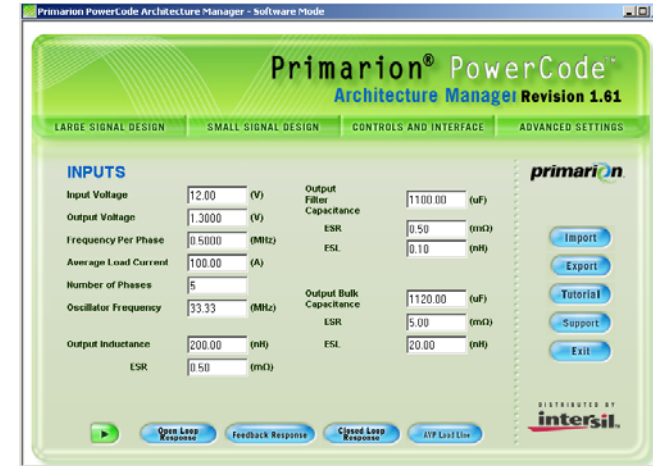 Primarion PowerCode Architecture Manager - Software Mode
Primarion® PowerCode™
Architecture Manager Revision 1.61
LARGE SIGNAL DESIGN SMALL SIGNAL DESIGN CONTROLS AND INTERFACE ADVANCED SETTINGS
INPUTS
Input Voltage 12.00 (V)
Output Voltage 1.3000 (V)
Frequency Per Phase 0.5000 (MHz)
Average Load Current 100.00 (A)
Number of Phases 5
Oscillator Frequency 33.33 (MHz)
Output Inductance 200.00 (nH)
ESR 0.50 (mΩ)
Output
Filter
Capacitance 1100.00 (uF)
ESR 0.50 (mΩ)
ESL 0.10 (nH)
Output Bulk
Capacitance 1120.00 (uF)
ESR 5.00 (mΩ)
ESL 20.00 (nH)
primarion
Import
Export
Tutorial
Support
Exit
DISTRIBUTED BY
intersil
Open Loop
Response
Feedback Response
Closed Loop
Response
AVP Load Line